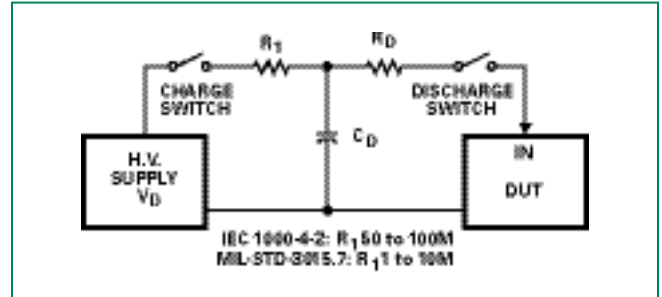 R1
RD
CHARGE
SWITCH
DISCHARGE
SWITCH
CD
H.V.
SUPPLY
VD
IN
DUT
IEC 1000-4-2: R1 50 to 100M
MIL-STD-3015.7: R1 1 to 10M